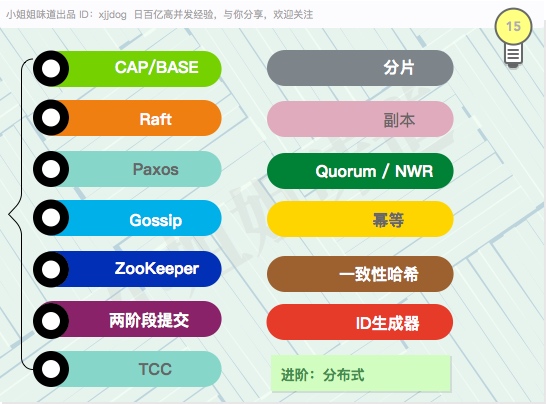 小姐姐味道出品 ID：xjjdog 日百亿高并发经验，与你分享，欢迎关注
15
CAP/BASE
Raft
Paxos
Gossip
ZooKeeper
两阶段提交
TCC
分片
副本
Quorum / NWR
幂等
一致性哈希
ID生成器
进阶：分布式